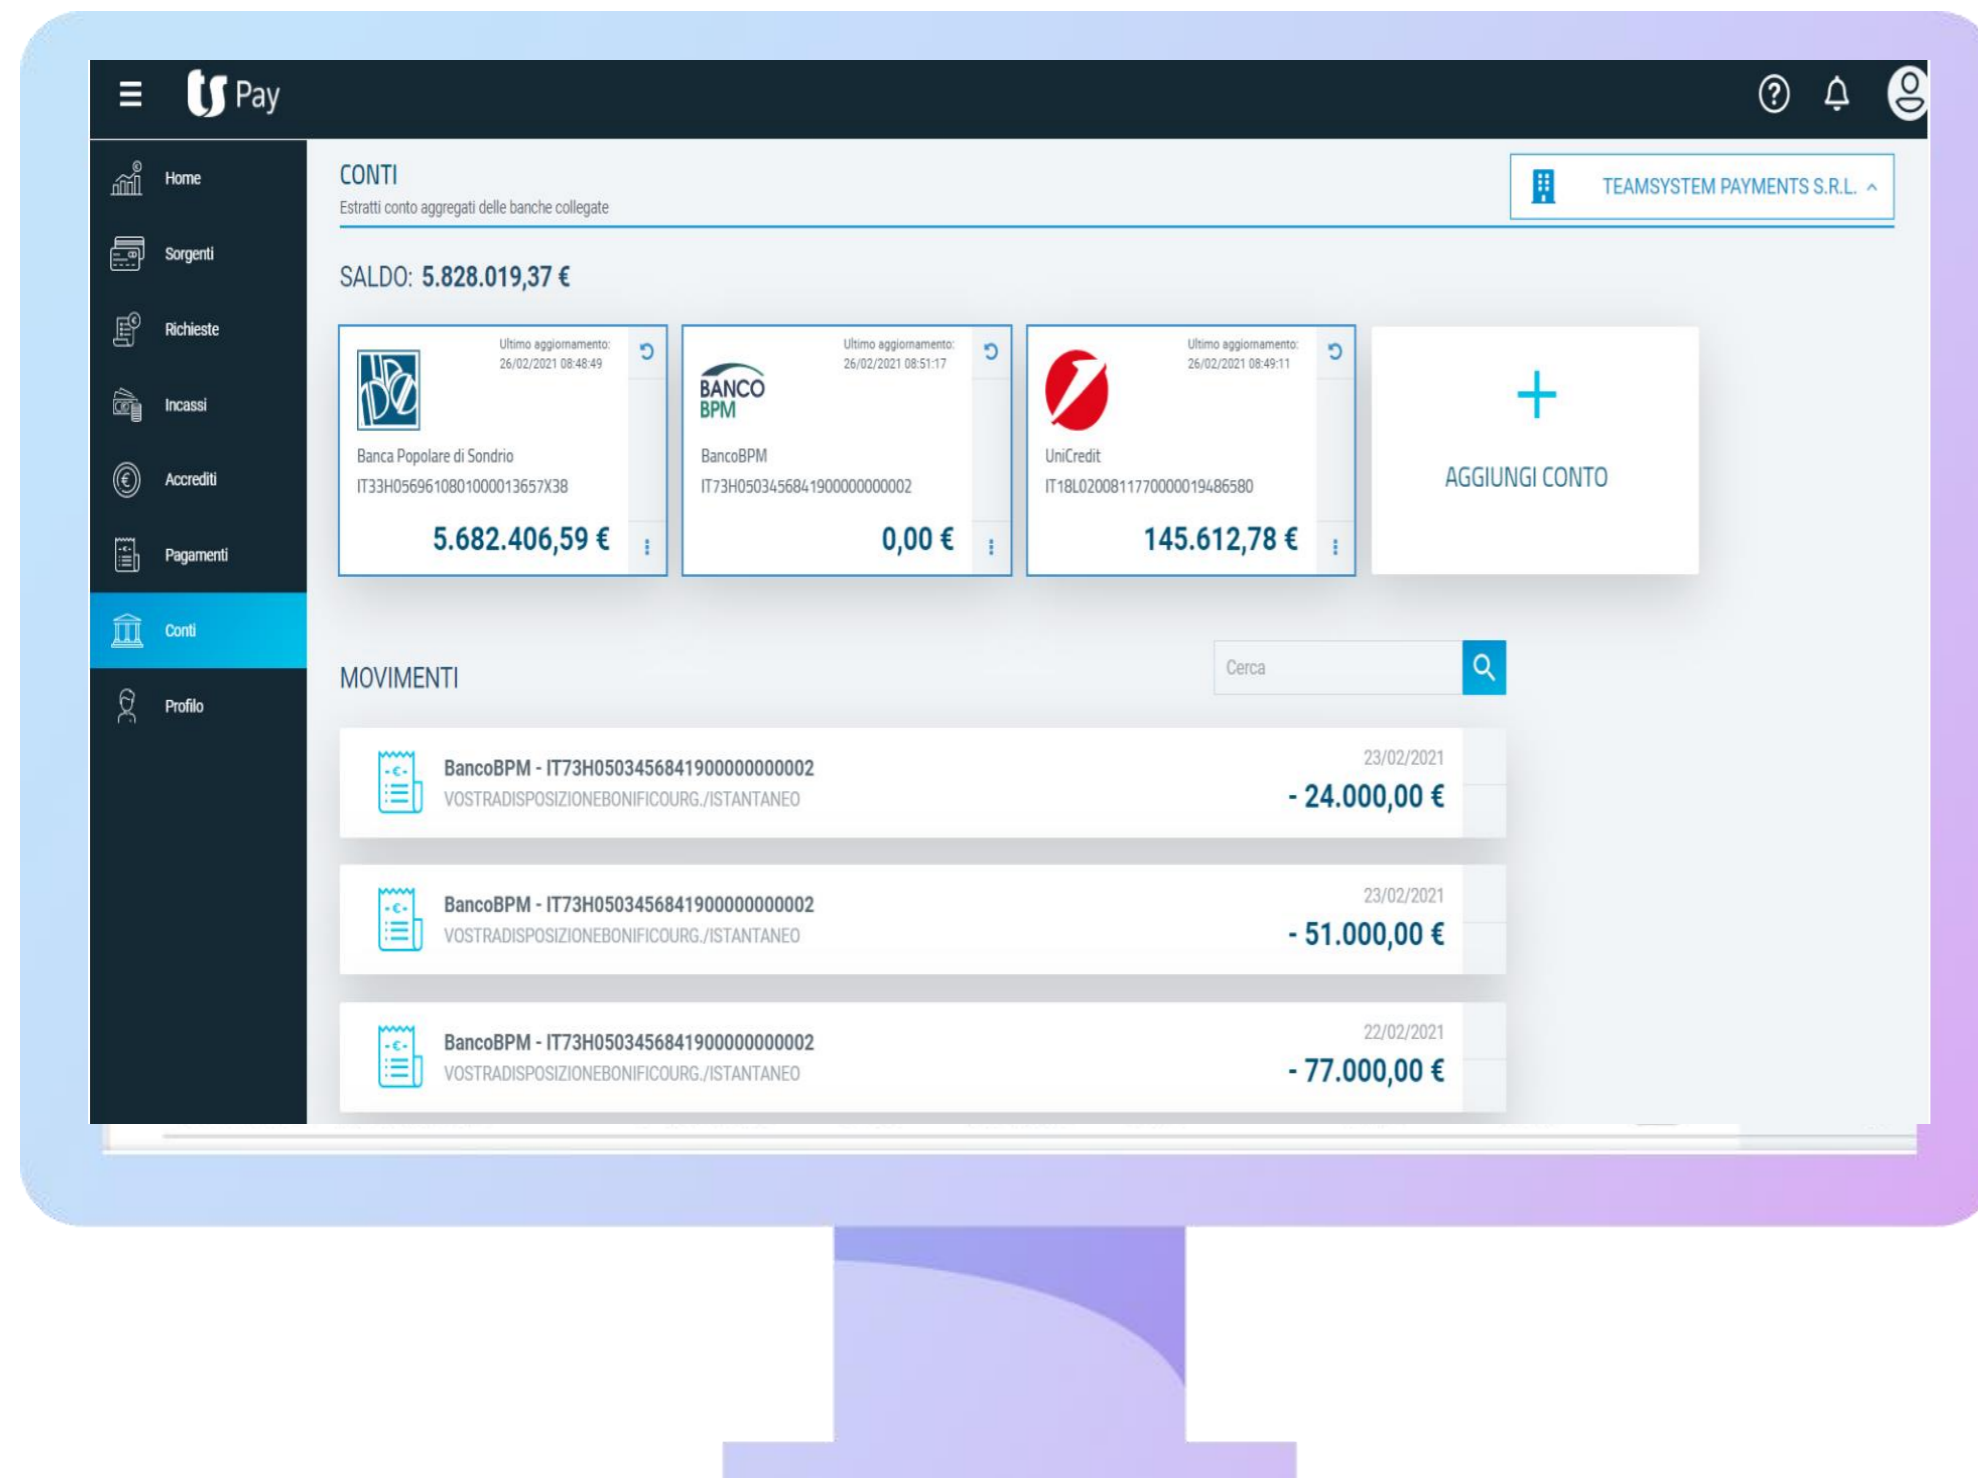 ts Pay
Home
Sorgenti
Richieste
Incassi
Accrediti
Pagamenti
Conti
Profilo
CONTI
Estratti conto aggregati delle banche collegate
TEAMSYSTEM PAYMENTS S.R.L.
SALDO: 5.828.019,37 €
Ultimo aggiornamento:
26/02/2021 08:48:49
Banca Popolare di Sondrio
IT33H0569610801000013657X38
5.682.406,59 €
Ultimo aggiornamento:
26/02/2021 08:51:17
BANCO
BPM
BancoBPM
IT73H0503456841900000000002
0,00 €
Ultimo aggiornamento:
26/02/2021 08:49:11
UniCredit
IT18L0200811770000019486580
145.612,78 €
AGGIUNGI CONTO
MOVIMENTI
Cerca
BancoBPM - IT73H0503456841900000000002
VOSTRADISPOSIZIONEBONIFICOURG./ISTANTANEO
23/02/2021
- 24.000,00 €
BancoBPM - IT73H0503456841900000000002
VOSTRADISPOSIZIONEBONIFICOURG./ISTANTANEO
23/02/2021
- 51.000,00 €
BancoBPM - IT73H0503456841900000000002
VOSTRADISPOSIZIONEBONIFICOURG./ISTANTANEO
22/02/2021
- 77.000,00 €